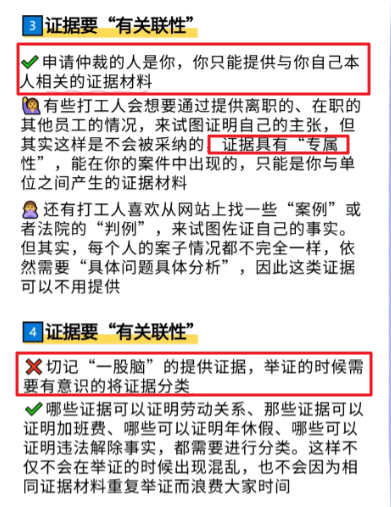 3 证据要“有关联性”
申请仲裁的人是你，你只能提供与你自己本
人相关的证据材料
有些打工人会想要通过提供离职的、在职的
其他员工的情况，来试图证明自己的主张，但
其实这样是不会被采纳的，证据具有“专属
性”，能在你的案件中出现的，只能是你与单
位之间产生的证据材料
还有打工人喜欢从网站上找一些“案例”或
者法院的“判例”，来试图佐证自己的事实。
但其实，每个人的案子情况都不完全一样，依
然需要“具体问题具体分析”，因此这类证据
可以不用提供
4 证据要“有关联性”
切记“一股脑”的提供证据，举证的时候需
要有意识的将证据分类
哪些证据可以证明劳动关系、那些证据可以
证明加班费、哪些可以证明年休假、哪些可以
证明违法解除事实，都需要进行分类。这样不
仅不会在举证的时候出现混乱，也不会因为相
同证据材料重复举证而浪费大家时间